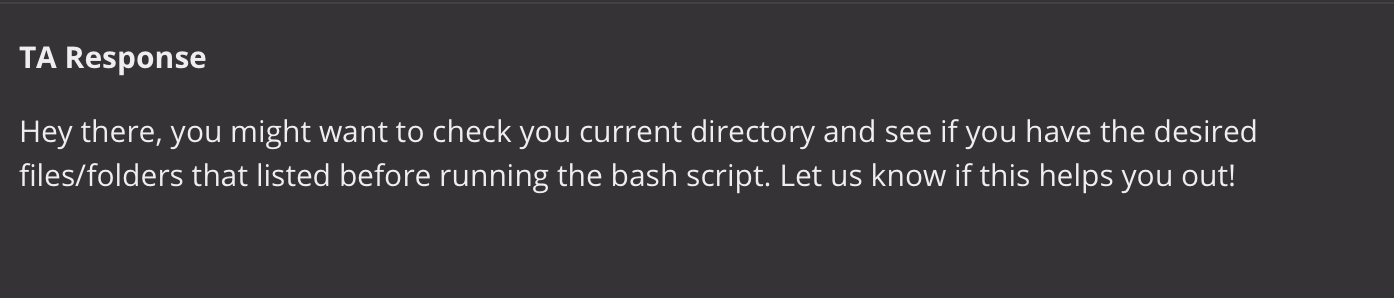 TA Response
Hey there, you might want to check you current directory and see if you have the desired
files/folders that listed before running the bash script. Let us know if this helps you out!